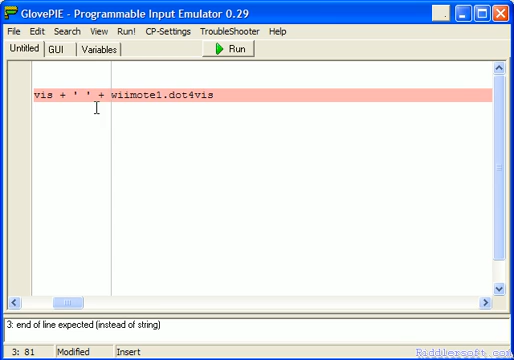 GlovePIE - Programmable Input Emulator 0.29
File Edit Search View Run! CP-Settings TroubleShooter Help
Untitled GUI Variables Run
vis + ' ' + wiimote1.dot4vis
3: end of line expected (instead of string)
3: 81 Modified Insert
Riddlersoft.com